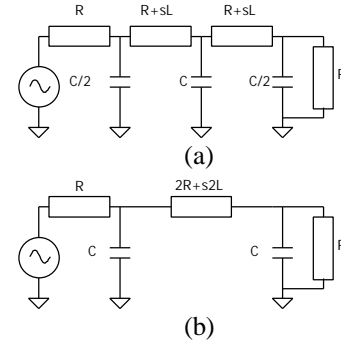 R R+sL R+sL
C/2 C C/2 R
(a)
R 2R+s2L
C C R
(b)